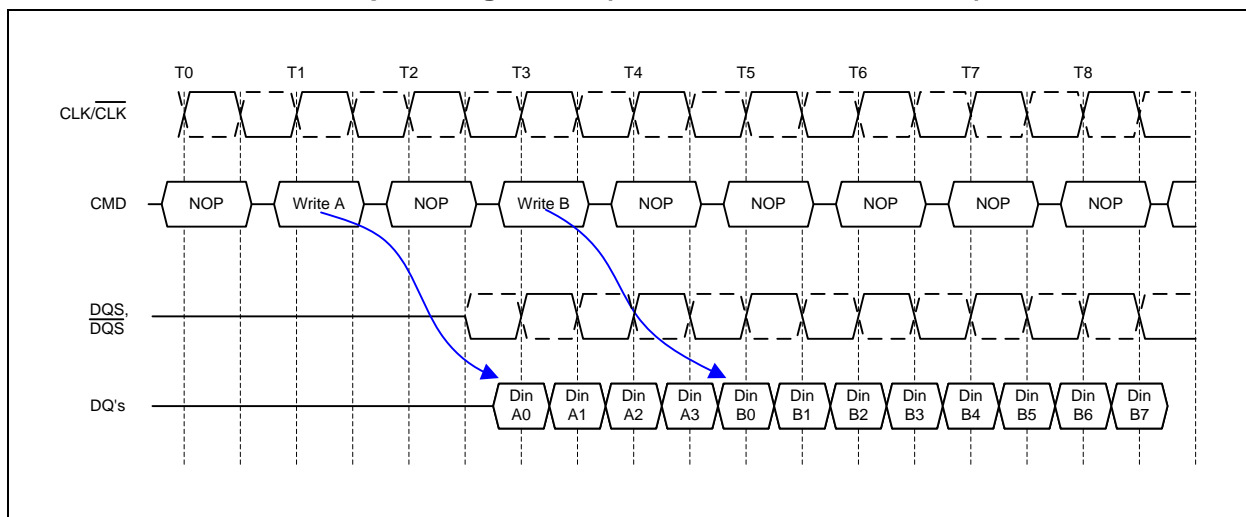 T0 T1 T2 T3 T4 T5 T6 T7 T8
CLK/CLK
CMD NOP Write A NOP Write B NOP NOP NOP NOP NOP
DQS,
DQS
DQ's
Din Din Din Din Din Din Din Din Din Din Din Din
A0 A1 A2 A3 B0 B1 B2 B3 B4 B5 B6 B7